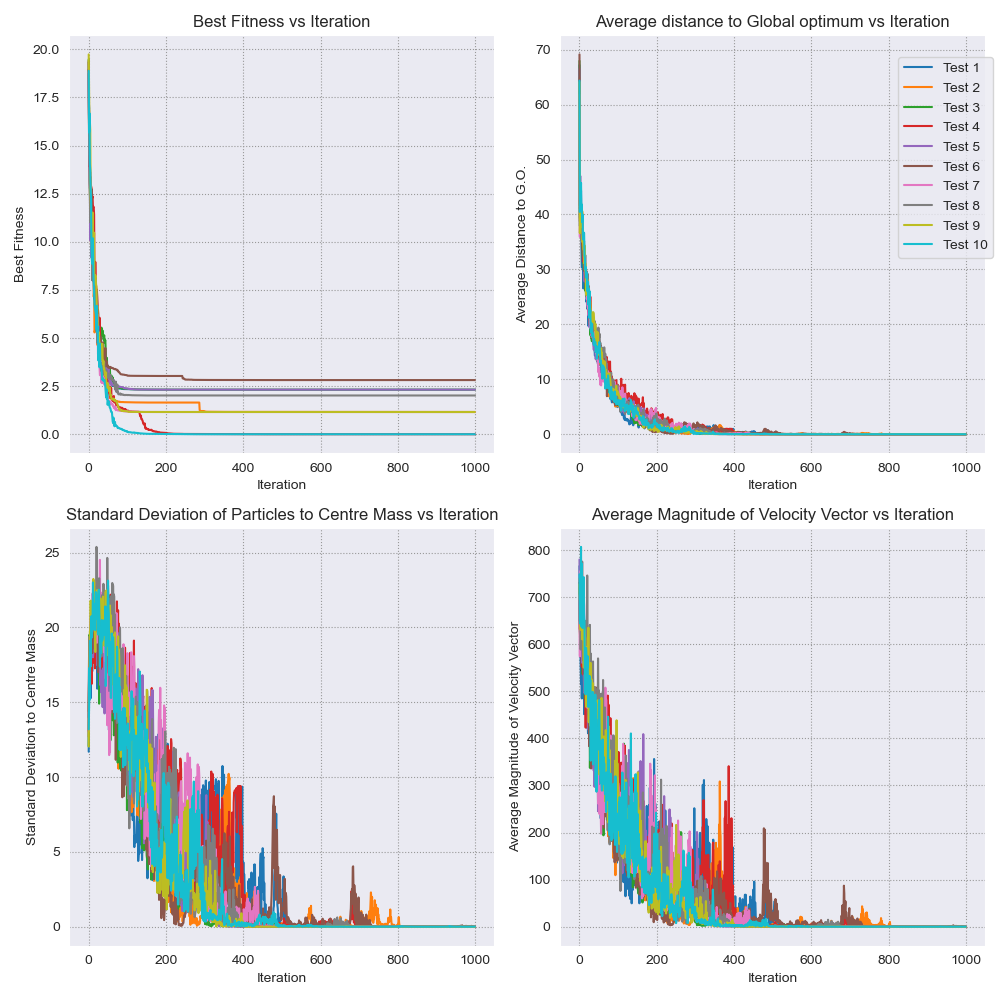 Best Fitness vs Iteration
20.0
17.5
15.0
12.5
10.0
7.5
5.0
2.5
0.0
Best Fitness
0 200 400 600 800 1000
Iteration
Average distance to Global optimum vs Iteration
70
60
50
40
30
20
10
0
Average Distance to G.O.
0 200 400 600 800 1000
Iteration
Test 1
Test 2
Test 3
Test 4
Test 5
Test 6
Test 7
Test 8
Test 9
Test 10
Standard Deviation of Particles to Centre Mass vs Iteration
25
20
15
10
5
0
Standard Deviation to Centre Mass
0 200 400 600 800 1000
Iteration
Average Magnitude of Velocity Vector vs Iteration
800
700
600
500
400
300
200
100
0
Average Magnitude of Velocity Vector
0 200 400 600 800 1000
Iteration